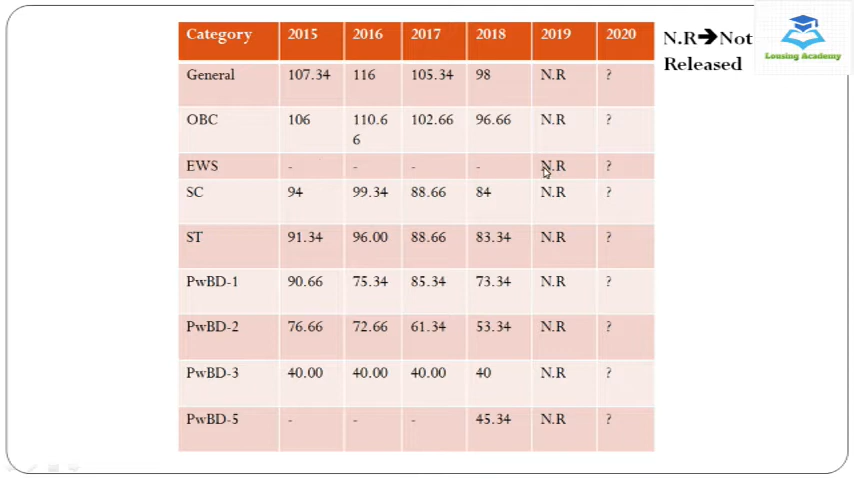 Category 2015 2016 2017 2018 2019 2020
General 107.34 116 105.34 98 N.R ?
OBC 106 110.6 102.66 96.66 N.R ?
6
EWS - - - - N.R ?
SC 94 99.34 88.66 84 N.R ?
ST 91.34 96.00 88.66 83.34 N.R ?
PwBD-1 90.66 75.34 85.34 73.34 N.R ?
PwBD-2 76.66 72.66 61.34 53.34 N.R ?
PwBD-3 40.00 40.00 40.00 40 N.R ?
PwBD-5 - - - 45.34 N.R ?
N.R➔Not
Released
Lousing Academy